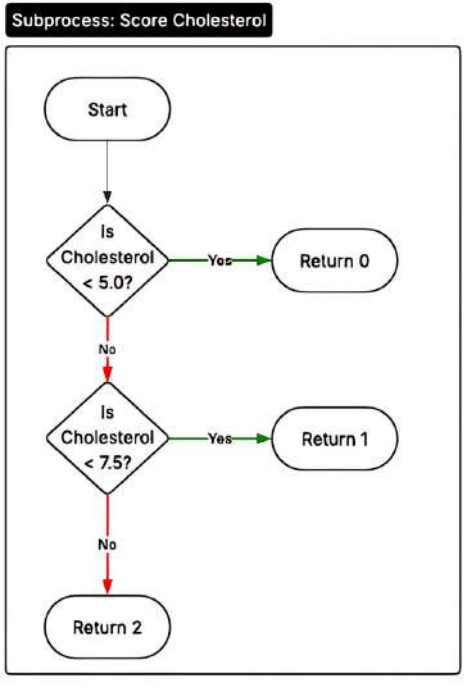 Subprocess: Score Cholesterol
Start
Is
Cholesterol
< 5.0?
Yes
Return 0
No
Is
Cholesterol
< 7.5?
Yes
Return 1
No
Return 2